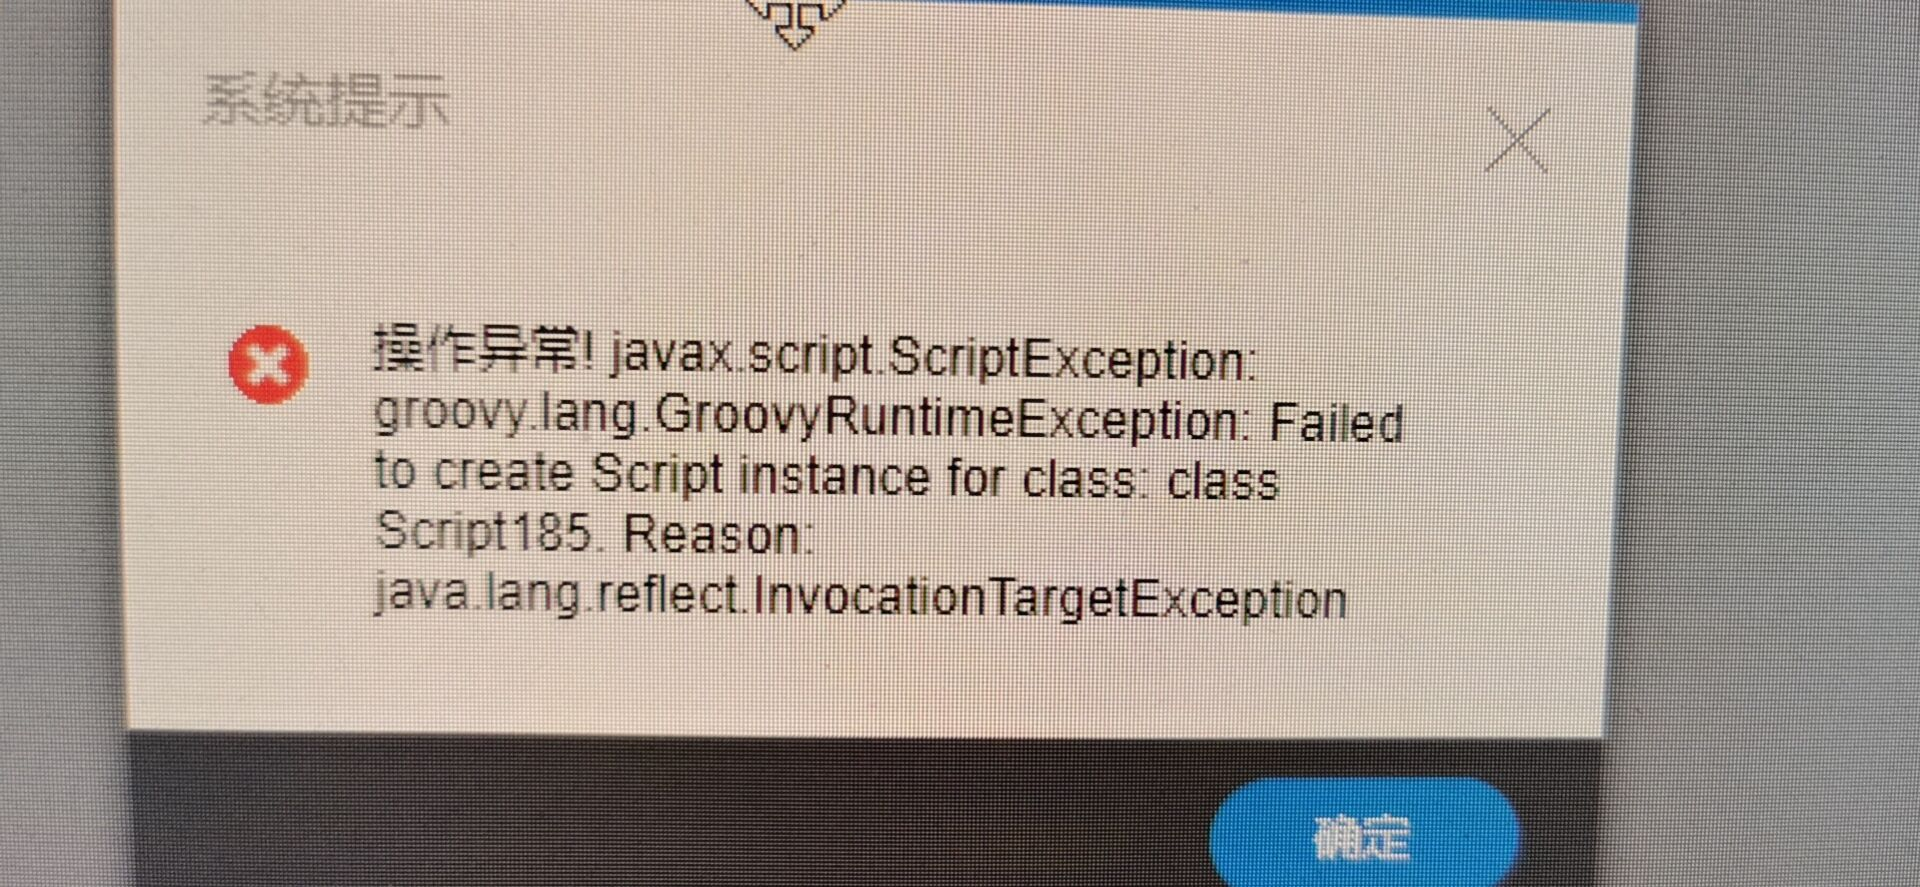 系统提示
操作异常! javax.script.ScriptException:
groovy.lang.GroovyRuntimeException: Failed
to create Script instance for class: class
Script185. Reason:
java.lang.reflect.InvocationTargetException
确定